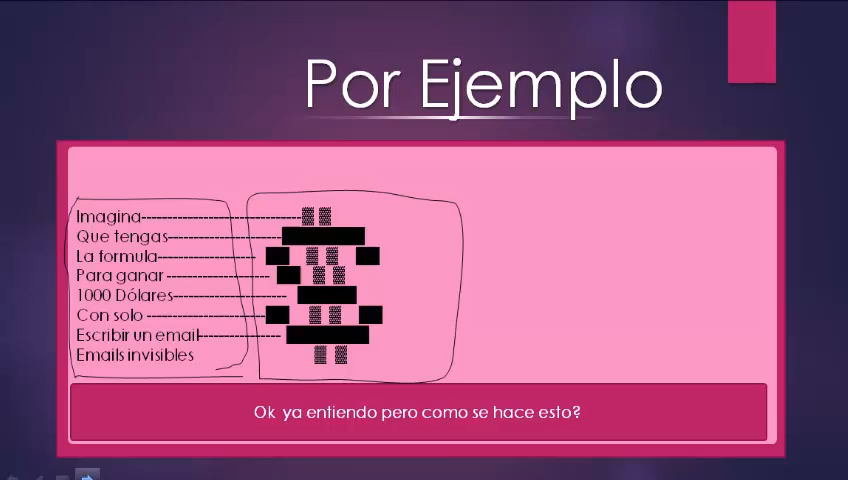 Por Ejemplo
Imagina------------------------------▒ ▒
Que tengas---------------------██████
La formula------------------██ ▒ ▒ ██
Para ganar -------------------██ ▒ ▒
1000 Dólares---------------------█████
Con solo -----------------------██ ▒ ▒ ██
Escribir un email---------------██████
Emails invisibles ▒ ▒
Ok ya entiendo pero como se hace esto?